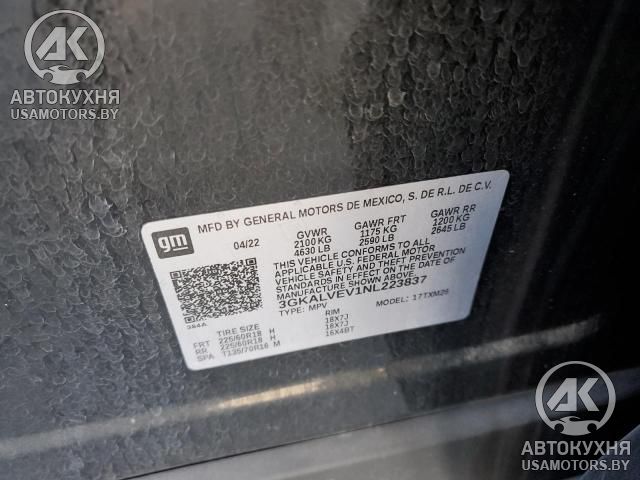 AK
АВТОКУХНЯ
USAMOTORS.BY
gm
MFD BY GENERAL MOTORS DE MEXICO, S. DE R.L. DE C.V.
04/22 GVWR GAWR FRT GAWR RR
2100 KG 1175 KG 1200 KG
4630 LB 2590 LB 2645 LB
THIS VEHICLE CONFORMS TO ALL
APPLICABLE U.S. FEDERAL MOTOR
VEHICLE SAFETY AND THEFT PREVENTION
STANDARDS IN EFFECT ON THE DATE OF
MANUFACTURE SHOWN ABOVE.
3GKALVEV1NL223837
TYPE: MPV MODEL: 17TXM26
384A
TIRE SIZE RIM
FRT 225/60R18 H 18X7J
RR 225/60R18 H 18X7J
SPA T135/70R16 M 16X4BT
AK
АВТОКУХНЯ
USAMOTORS.BY